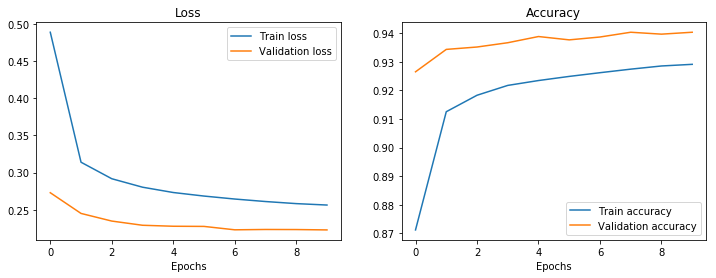 Loss
0.50
0.45
0.40
0.35
0.30
0.25
Train loss
Validation loss
0 2 4 6 8
Epochs
Accuracy
0.94
0.93
0.92
0.91
0.90
0.89
0.88
0.87
Train accuracy
Validation accuracy
0 2 4 6 8
Epochs